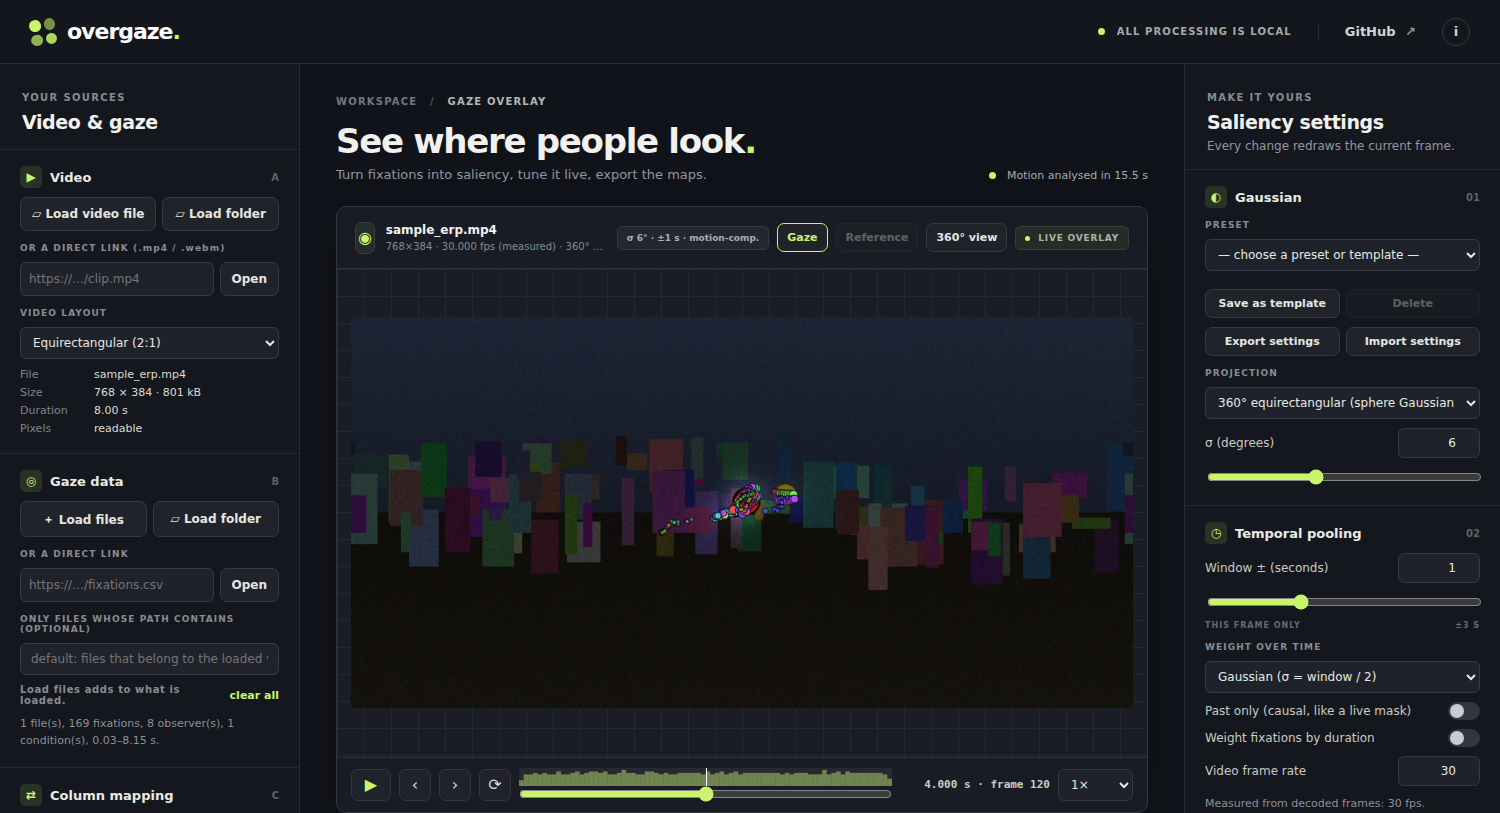 overgaze.
ALL PROCESSING IS LOCAL
GitHub ↗
i
YOUR SOURCES
Video & gaze
▶ Video A
Load video file
Load folder
OR A DIRECT LINK (.mp4 / .webm)
https://…/clip.mp4
Open
VIDEO LAYOUT
Equirectangular (2:1)
File sample_erp.mp4
Size 768 × 384 · 801 kB
Duration 8.00 s
Pixels readable
◎ Gaze data B
+ Load files
Load folder
OR A DIRECT LINK
https://…/fixations.csv
Open
ONLY FILES WHOSE PATH CONTAINS
(OPTIONAL)
default: files that belong to the loaded
Load files adds to what is
loaded.
clear all
1 file(s), 169 fixations, 8 observer(s), 1
condition(s), 0.03–8.15 s.
⇄ Column mapping C
WORKSPACE / GAZE OVERLAY
See where people look.
Turn fixations into saliency, tune it live, export the maps.
Motion analysed in 15.5 s
sample_erp.mp4
768×384 · 30.000 fps (measured) · 360° …
σ 6° · ±1 s · motion-comp.
Gaze
Reference
360° view
LIVE OVERLAY
▶ ‹ › ⟳
4.000 s · frame 120
1×
MAKE IT YOURS
Saliency settings
Every change redraws the current frame.
◐ Gaussian 01
PRESET
— choose a preset or template —
Save as template
Delete
Export settings
Import settings
PROJECTION
360° equirectangular (sphere Gaussian
σ (degrees) 6
◷ Temporal pooling 02
Window ± (seconds) 1
THIS FRAME ONLY ±3 S
WEIGHT OVER TIME
Gaussian (σ = window / 2)
Past only (causal, like a live mask)
Weight fixations by duration
Video frame rate 30
Measured from decoded frames: 30 fps.